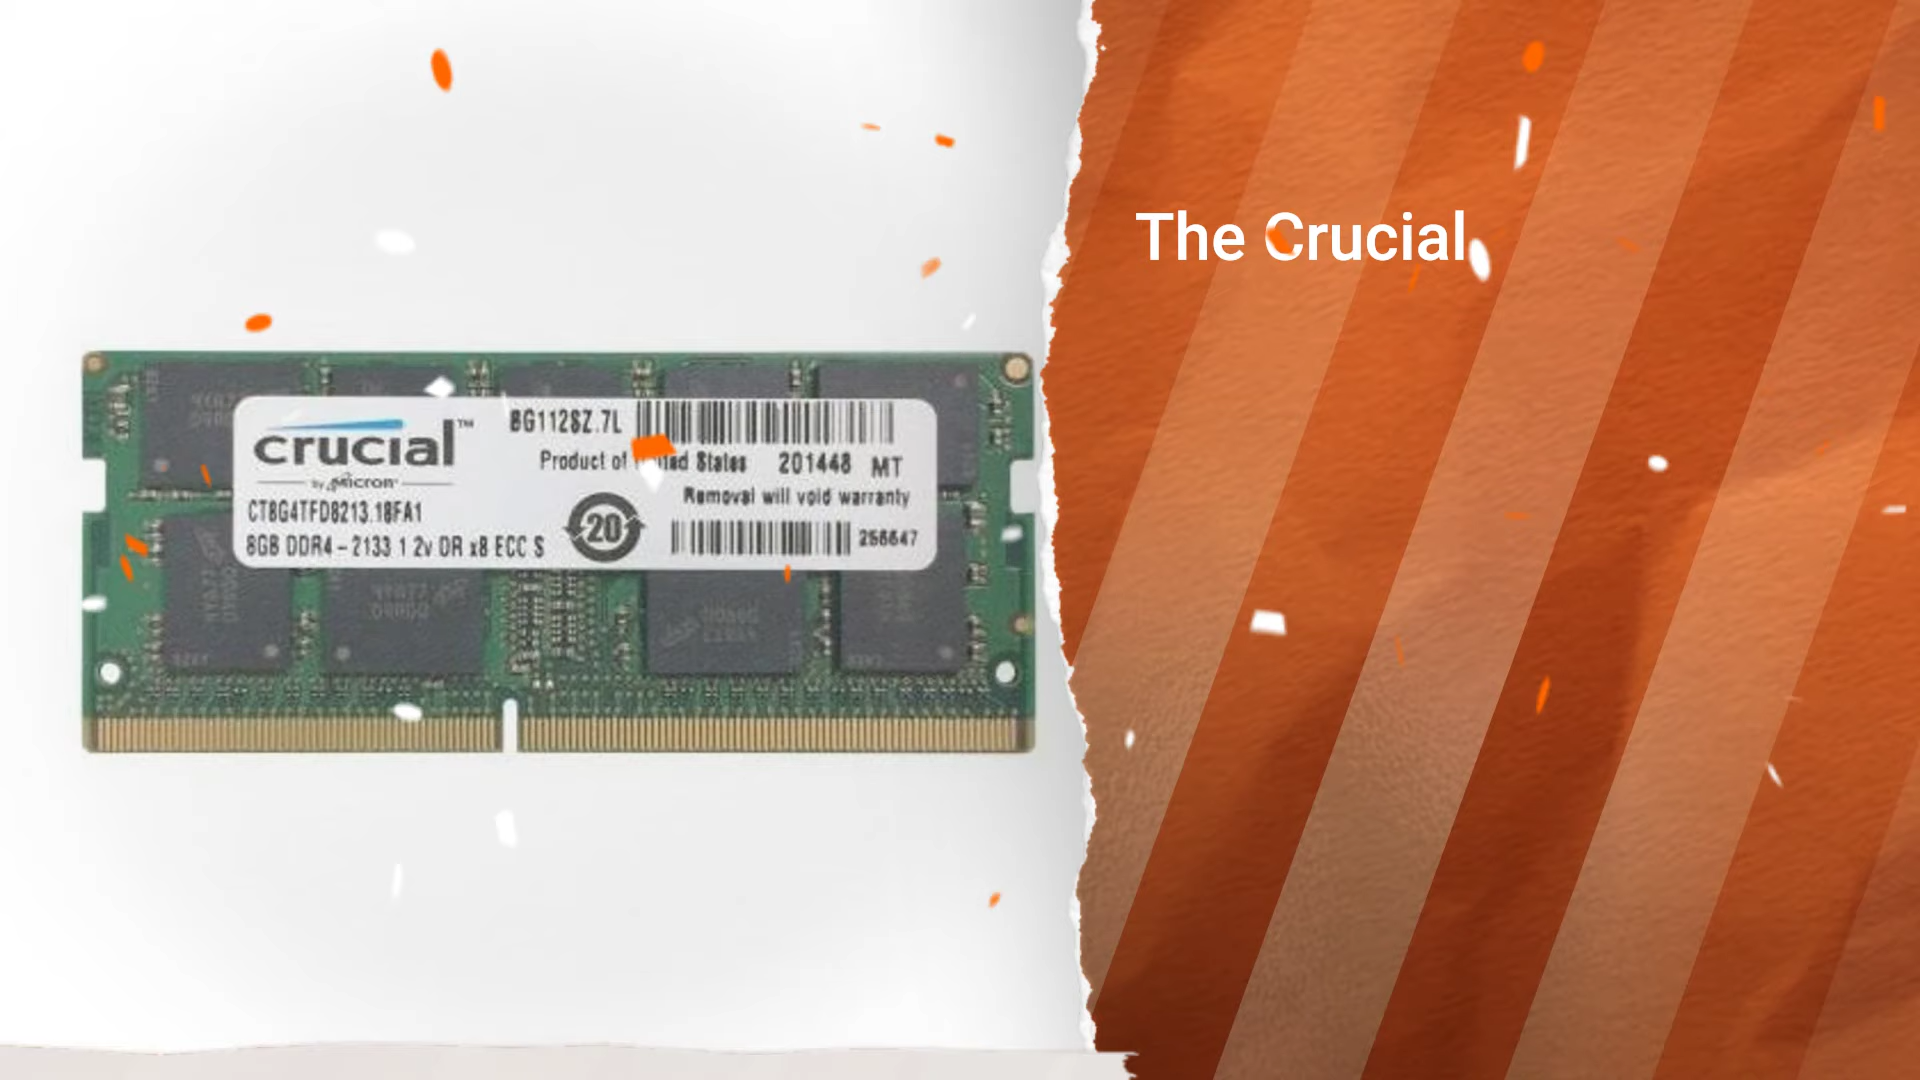 The Crucial
crucial™
by Micron®
BG112SZ.7L
Product of United States 201448 MT
Removal will void warranty
CT8G4TFD8213.18FA1
8GB DDR4-2133 1 2v DR x8 ECC S
20
256647